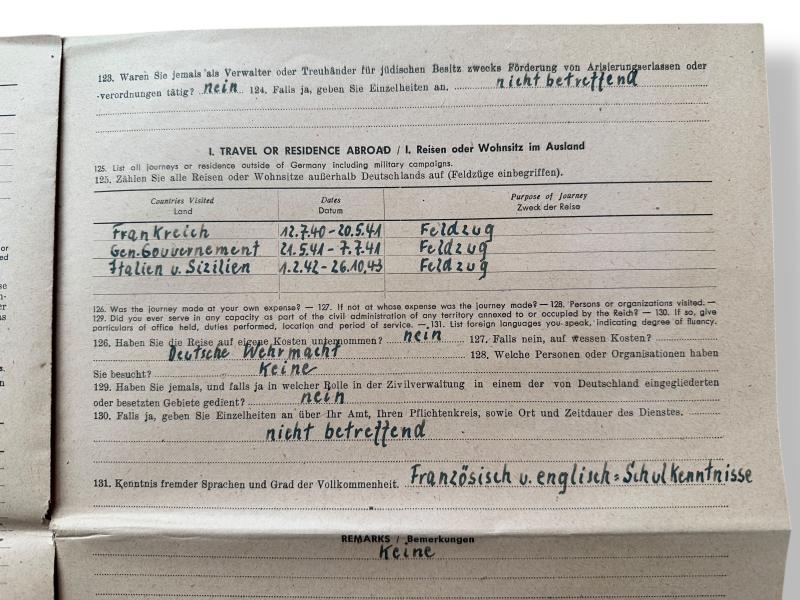 123. Waren Sie jemals als Verwalter oder Treuhänder für jüdischen Besitz zwecks Förderung von Arisierungserlassen oder
-verordnungen tätig? nein 124. Falls ja, geben Sie Einzelheiten an. nicht betreffend
I. TRAVEL OR RESIDENCE ABROAD / I. Reisen oder Wohnsitz im Ausland
125. List all journeys or residence outside of Germany including military campaigns.
125. Zählen Sie alle Reisen oder Wohnsitze außerhalb Deutschlands auf (Feldzüge einbegriffen).
Countries Visited Dates Purpose of Journey
Land Datum Zweck der Reise
Frankreich 12.7.40-20.5.41 Feldzug
Gen.Gouvernement 21.5.41 - 7.7.41 Feldzug
Italien u. Sizilien 1.2.42-26.10.43 Feldzug
126. Was the journey made at your own expense? — 127. If not at whose expense was the journey made? — 128. Persons or organizations visited. —
129. Did you ever serve in any capacity as part of the civil administration of any territory annexed to or occupied by the Reich? — 130. If so, give
particulars of office held, duties performed, location and period of service. — 131. List foreign languages you speak, indicating degree of fluency.
126. Haben Sie die Reise auf eigene Kosten unternommen? nein 127. Falls nein, auf wessen Kosten?
Deutsche Wehrmacht 128. Welche Personen oder Organisationen haben
Sie besucht? Keine
129. Haben Sie jemals, und falls ja in welcher Rolle in der Zivilverwaltung in einem der von Deutschland eingegliederten
oder besetzten Gebiete gedient? nein
130. Falls ja, geben Sie Einzelheiten an über Ihr Amt, Ihren Pflichtenkreis, sowie Ort und Zeitdauer des Dienstes.
nicht betreffend
131. Kenntnis fremder Sprachen und Grad der Vollkommenheit. Französisch u. englisch = Schulkenntnisse
REMARKS / Bemerkungen
Keine